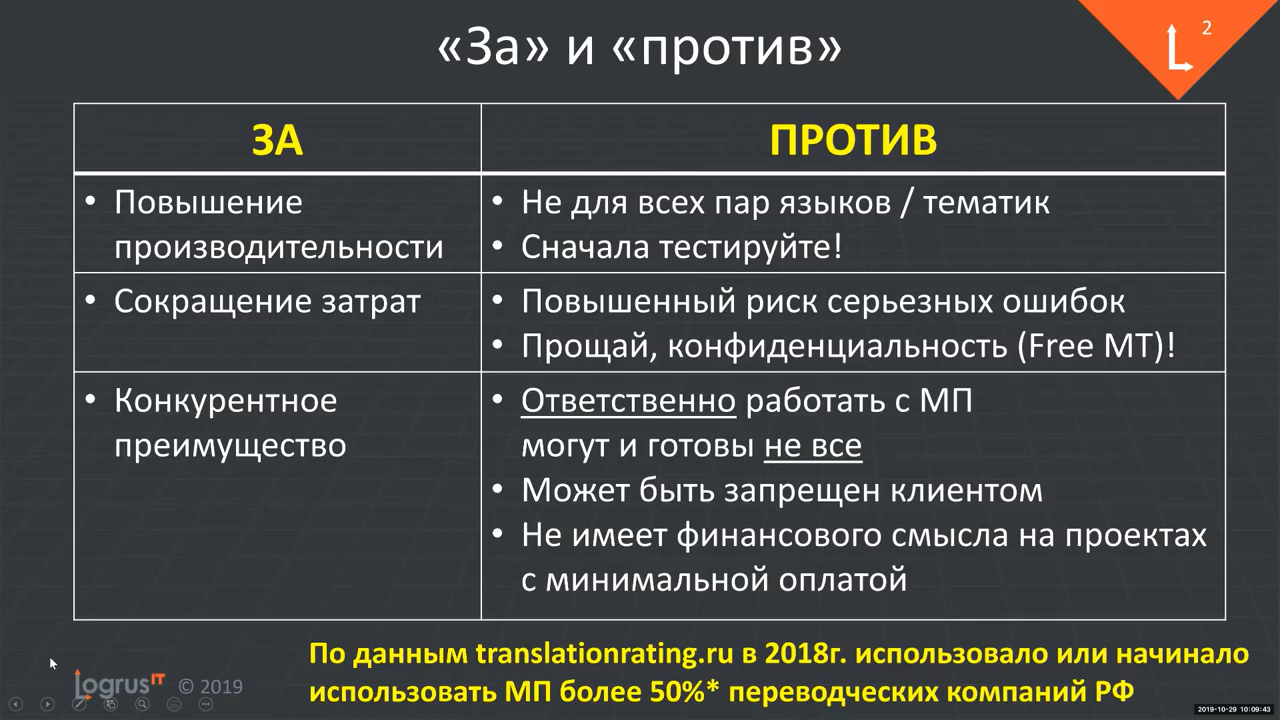 «За» и «против»
2
ЗА
ПРОТИВ
• Повышение
производительности
• Не для всех пар языков / тематик
• Сначала тестируйте!
• Сокращение затрат
• Повышенный риск серьезных ошибок
• Прощай, конфиденциальность (Free MT)!
• Конкурентное
преимущество
• Ответственно работать с МП
могут и готовы не все
• Может быть запрещен клиентом
• Не имеет финансового смысла на проектах
с минимальной оплатой
По данным translationrating.ru в 2018г. использовало или начинало
использовать МП более 50%* переводческих компаний РФ
logrusIT © 2019
2019-10-29 10:09:43